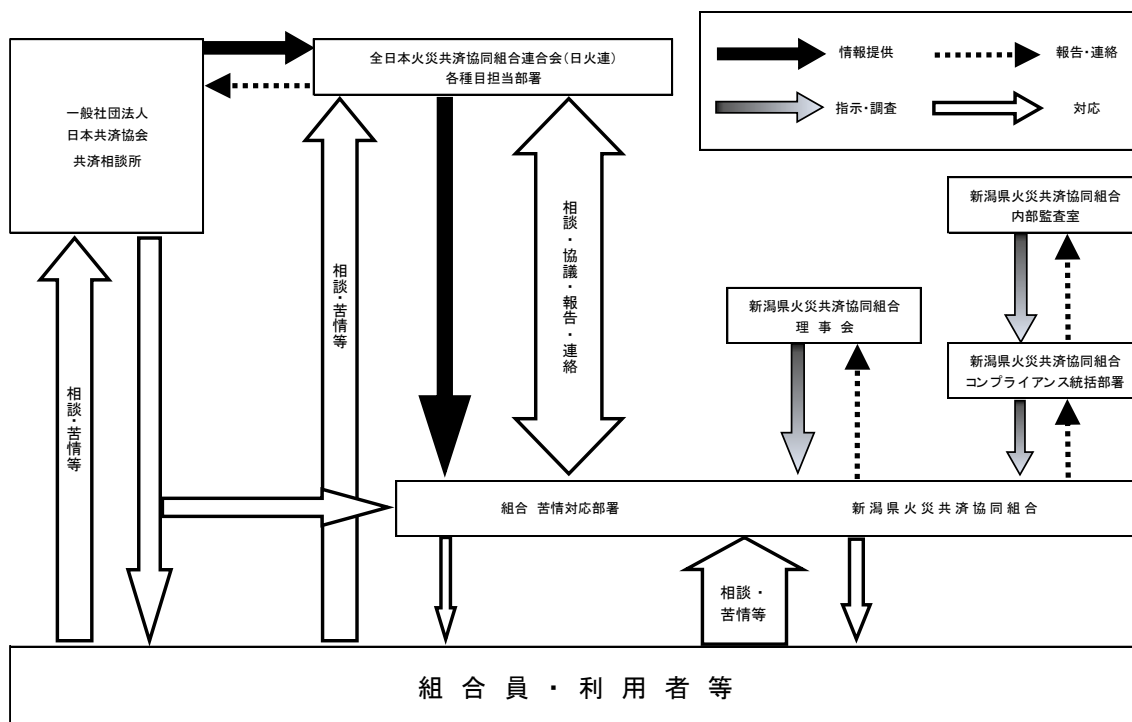 一般社団法人
日本共済協会
共済相談所
全日本火災共済協同組合連合会(日火連)
各種目担当部署
情報提供
報告・連絡
指示・調査
対応
新潟県火災共済協同組合
内部監査室
新潟県火災共済協同組合
理 事 会
新潟県火災共済協同組合
コンプライアンス統括部署
相談・苦情等
相談・苦情等
相談・協議・報告・連絡
組合 苦情対応部署
新潟県火災共済協同組合
相談・
苦情等
組 合 員 ・ 利 用 者 等